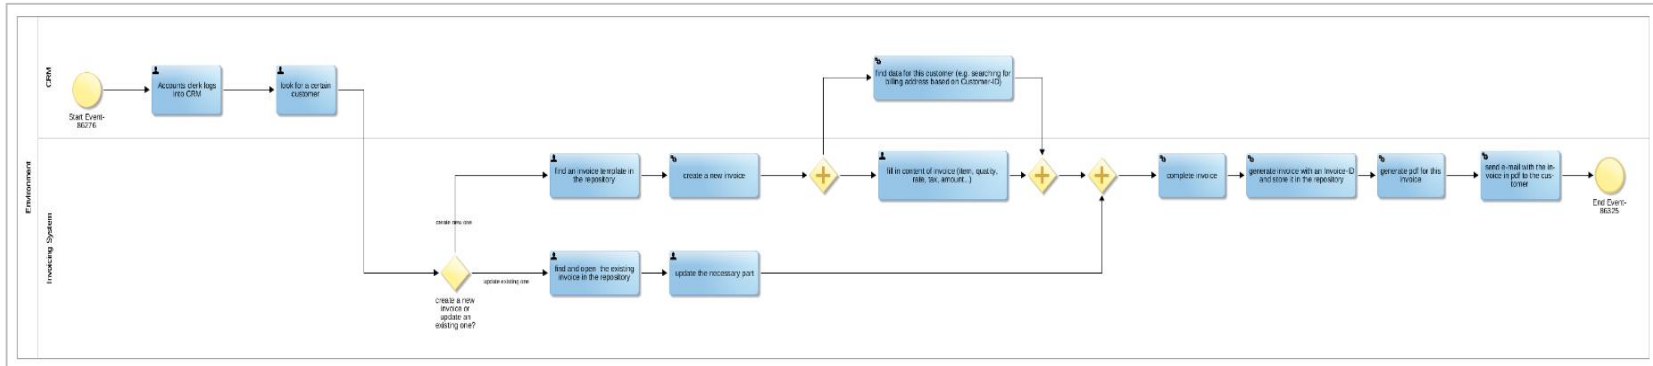 Environment
CRM
Invoicing System
Start Event-
86276
Accounts clerk logs
into CRM
look for a certain
customer
create a new
invoice or
update an
existing one?
create new one
update existing one
find an invoice template in
the repository
create a new invoice
find data for this customer (e.g. searching for
billing address based on Customer-ID)
fill in content of invoice (item, quality,
rate, tax, amount...)
find and open the existing
invoice in the repository
update the necessary part
complete invoice
generate invoice with an Invoice-ID
and store it in the repository
generate pdf for this
invoice
send e-mail with the in-
voice in pdf to the cus-
tomer
End Event-
86325